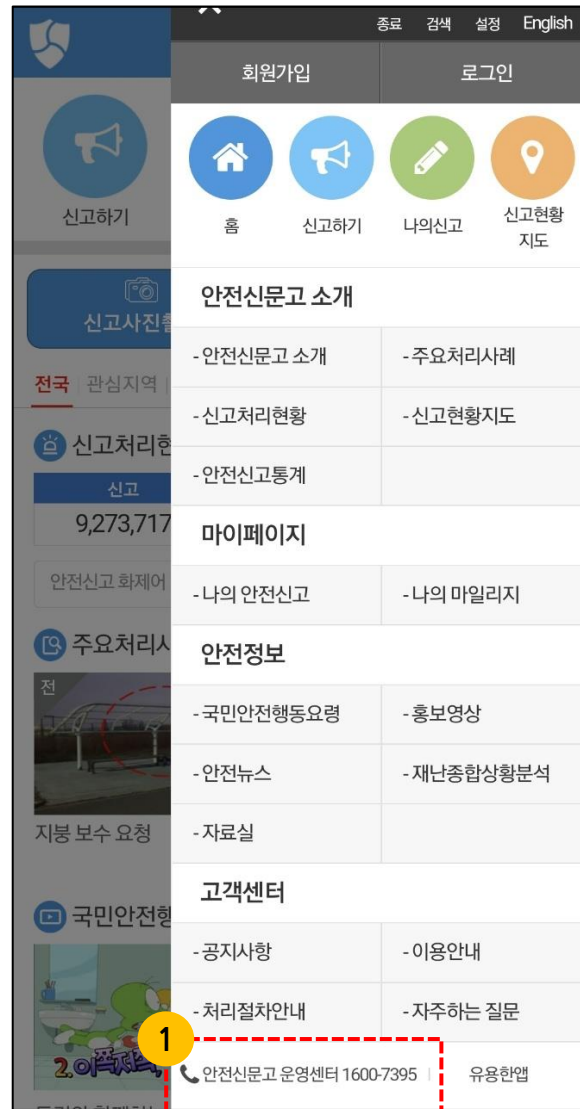 종료 검색 설정 English
회원가입 로그인
신고하기
홈 신고하기 나의신고 신고현황
지도
안전신문고 소개
신고사진촬
- 안전신문고 소개 - 주요처리사례
전국 관심지역
- 신고처리현황 - 신고현황지도
신고처리현
- 안전신고통계
신고
9,273,717
마이페이지
안전신고 화제어
- 나의 안전신고 - 나의 마일리지
주요처리사
안전정보
전
- 국민안전행동요령 - 홍보영상
- 안전뉴스 - 재난종합상황분석
지붕 보수 요청
- 자료실
고객센터
국민안전행
- 공지사항 - 이용안내
- 처리절차안내 - 자주하는 질문
1
2.이쪽저쪽,
안전신문고 운영센터 1600-7395 유용한앱